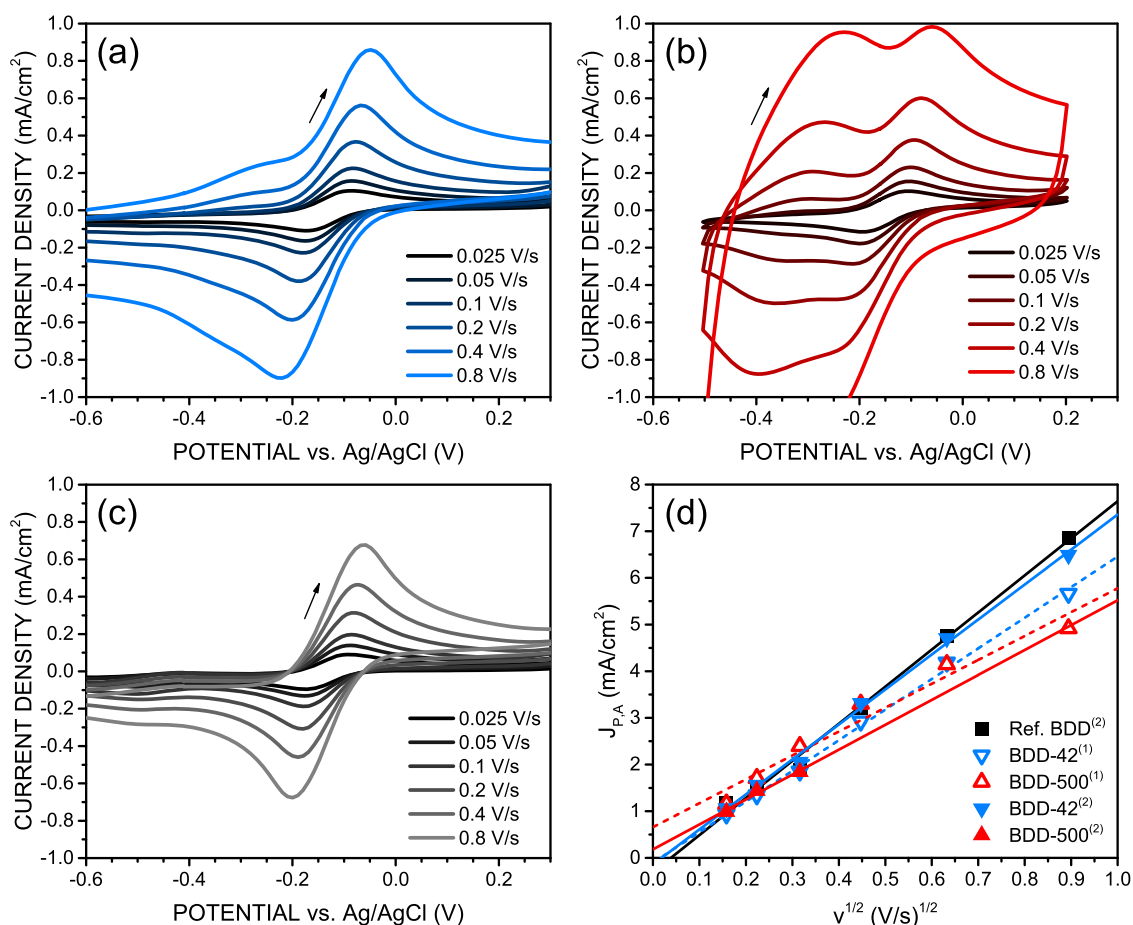 (a)
1.0
0.8
0.6
0.4
0.2
0.0
-0.2
-0.4
-0.6
-0.8
-1.0
CURRENT DENSITY (mA/cm²)
0.025 V/s
0.05 V/s
0.1 V/s
0.2 V/s
0.4 V/s
0.8 V/s
-0.6 -0.4 -0.2 0.0 0.2
POTENTIAL vs. Ag/AgCl (V)
(b)
1.0
0.8
0.6
0.4
0.2
0.0
-0.2
-0.4
-0.6
-0.8
-1.0
CURRENT DENSITY (mA/cm²)
0.025 V/s
0.05 V/s
0.1 V/s
0.2 V/s
0.4 V/s
0.8 V/s
-0.6 -0.4 -0.2 0.0 0.2
POTENTIAL vs. Ag/AgCl (V)
(c)
1.0
0.8
0.6
0.4
0.2
0.0
-0.2
-0.4
-0.6
-0.8
-1.0
CURRENT DENSITY (mA/cm²)
0.025 V/s
0.05 V/s
0.1 V/s
0.2 V/s
0.4 V/s
0.8 V/s
-0.6 -0.4 -0.2 0.0 0.2
POTENTIAL vs. Ag/AgCl (V)
(d)
8
7
6
5
4
3
2
1
0
J_P,A (mA/cm²)
Ref. BDD⁽²⁾
BDD-42⁽¹⁾
BDD-500⁽¹⁾
BDD-42⁽²⁾
BDD-500⁽²⁾
0.0 0.1 0.2 0.3 0.4 0.5 0.6 0.7 0.8 0.9 1.0
v¹ᐟ² (V/s)¹ᐟ²